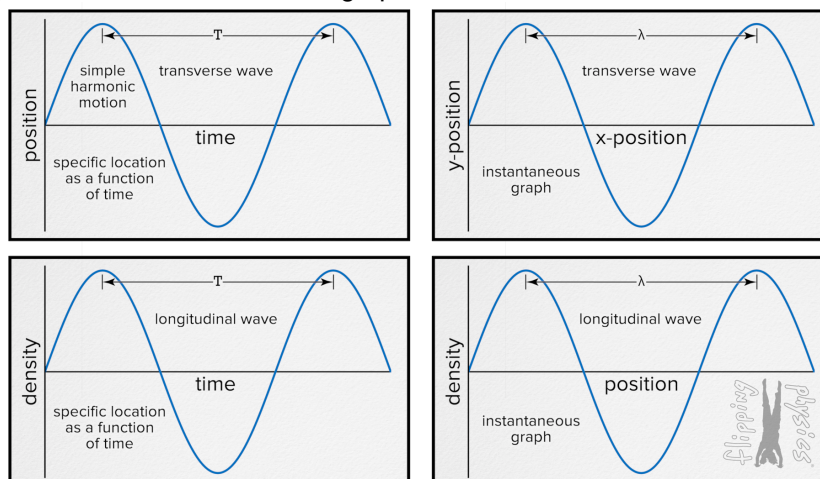 T
simple
harmonic
motion
transverse wave
position
time
specific location
as a function
of time
λ
transverse wave
y-position
x-position
instantaneous
graph
T
longitudinal wave
density
time
specific location
as a function
of time
λ
longitudinal wave
density
position
instantaneous
graph
flipping
physics